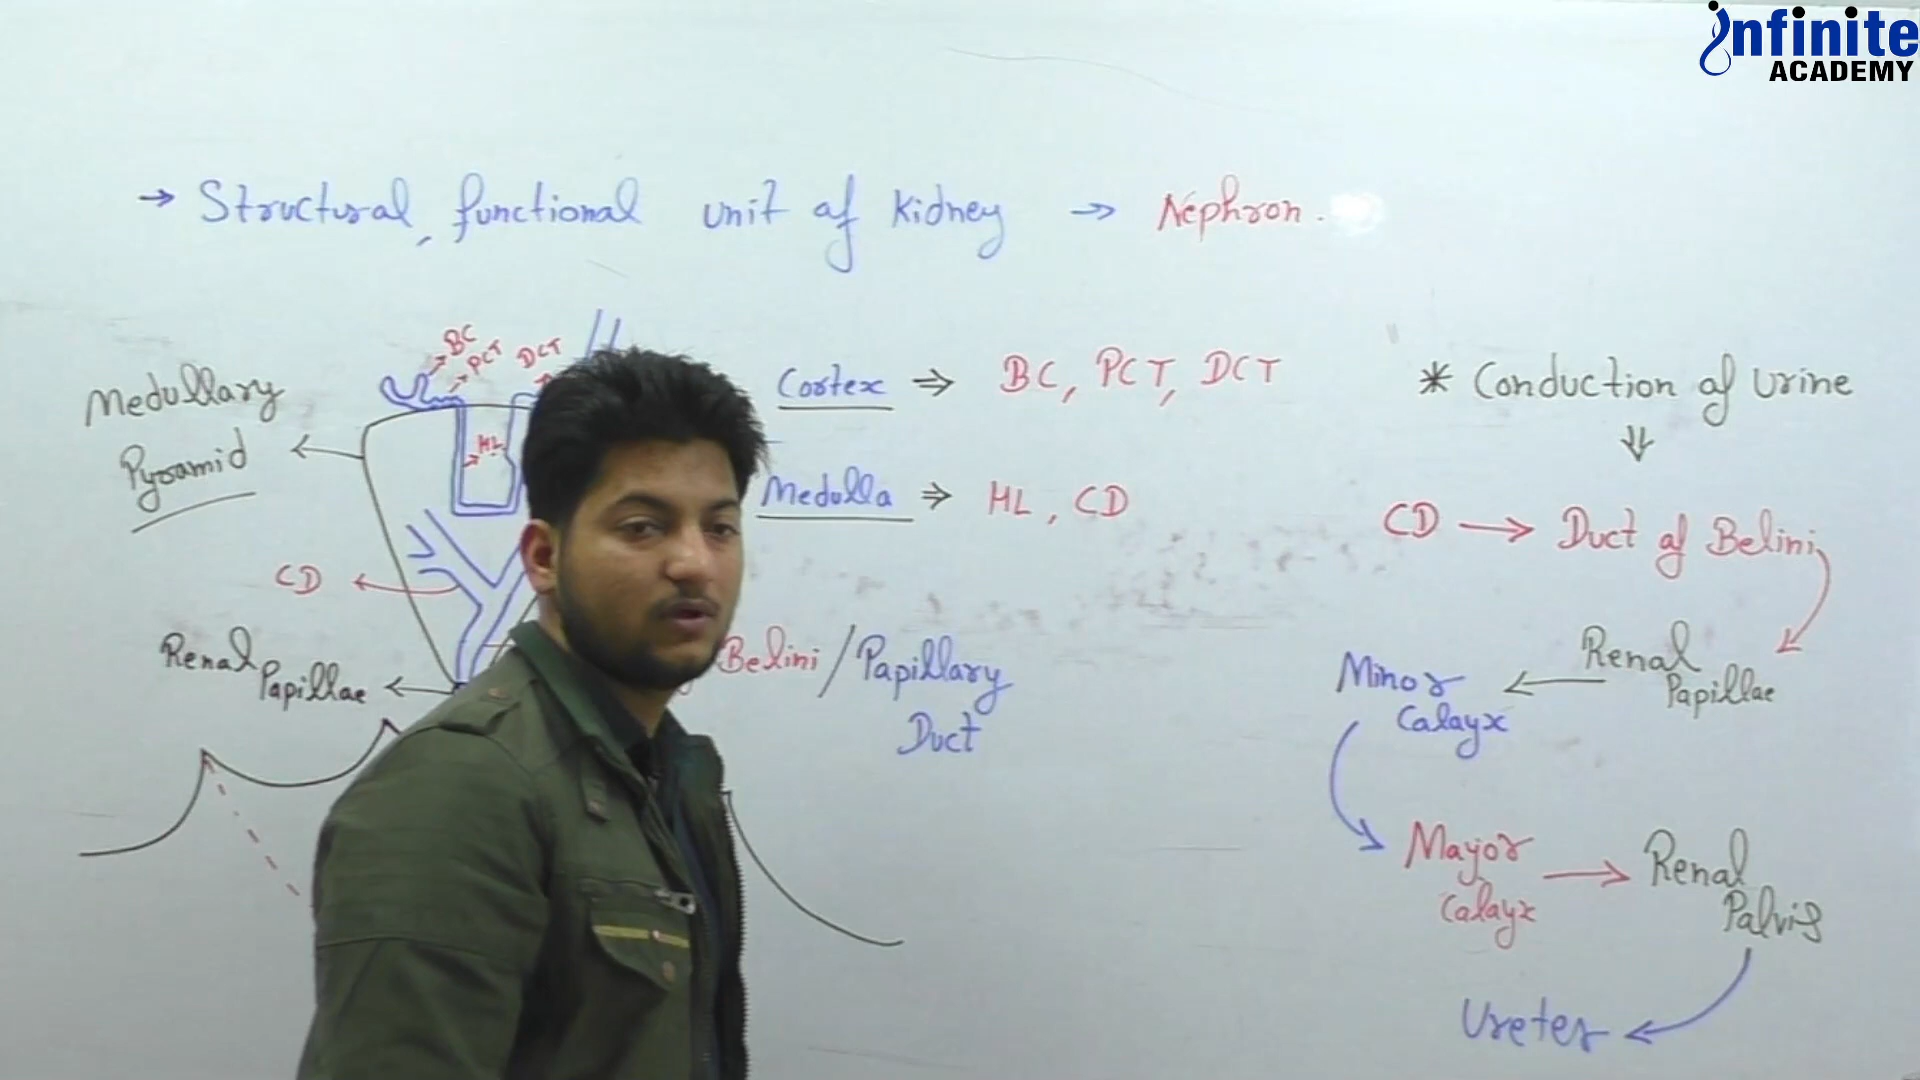 infinite
ACADEMY
→ Structural, functional unit of Kidney → Nephron.
BC
PCT
DCT
HL
Medullary
Pyramid
CD
Renal
Papillae
Cortex ⇒ BC, PCT, DCT
Medulla ⇒ HL, CD
Belini / Papillary
Duct
* Conduction of Urine
⇓
CD → Duct of Belini
Renal
Papillae
Minor
Calayx
Mayor
Calayx → Renal
Palvis
Ureter